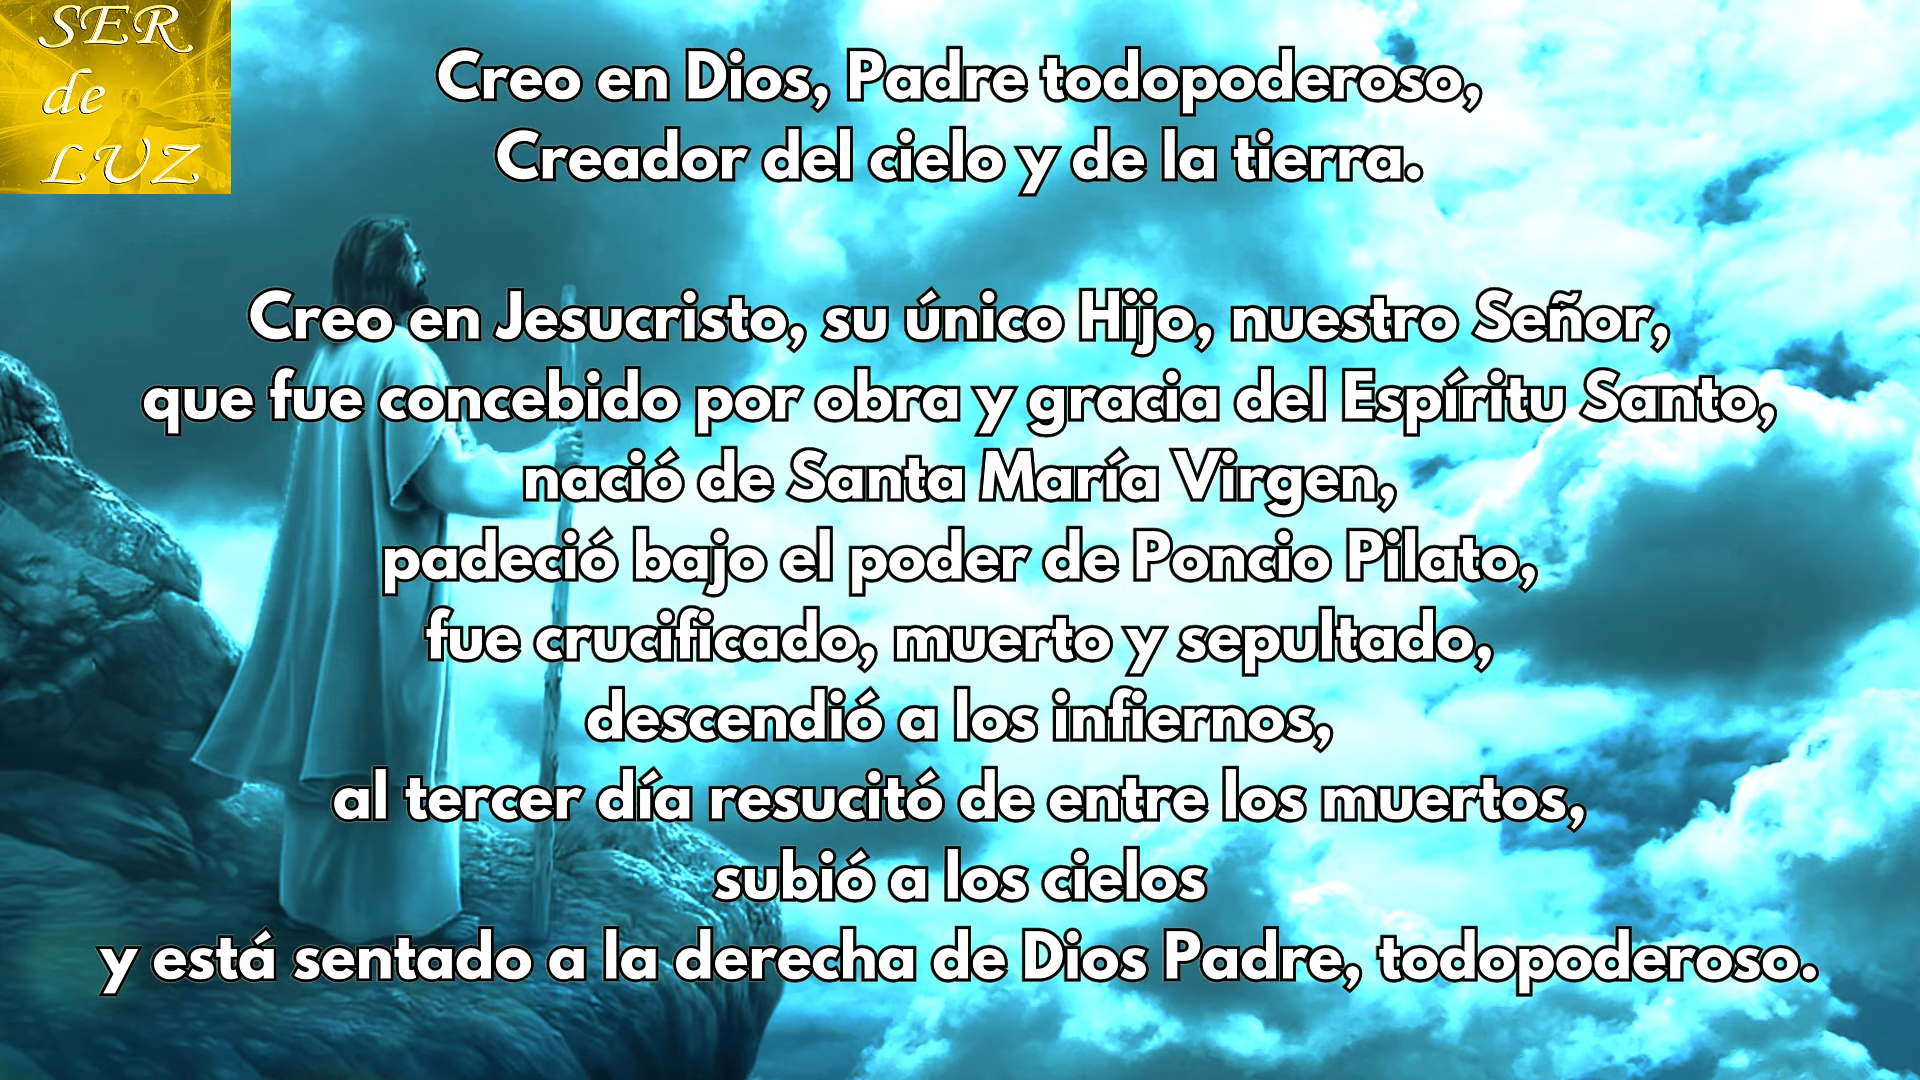 SER
de
LUZ
Creo en Dios, Padre todopoderoso,
Creador del cielo y de la tierra.
Creo en Jesucristo, su único Hijo, nuestro Señor,
que fue concebido por obra y gracia del Espíritu Santo,
nació de Santa María Virgen,
padeció bajo el poder de Poncio Pilato,
fue crucificado, muerto y sepultado,
descendió a los infiernos,
al tercer día resucitó de entre los muertos,
subió a los cielos
y está sentado a la derecha de Dios Padre, todopoderoso.